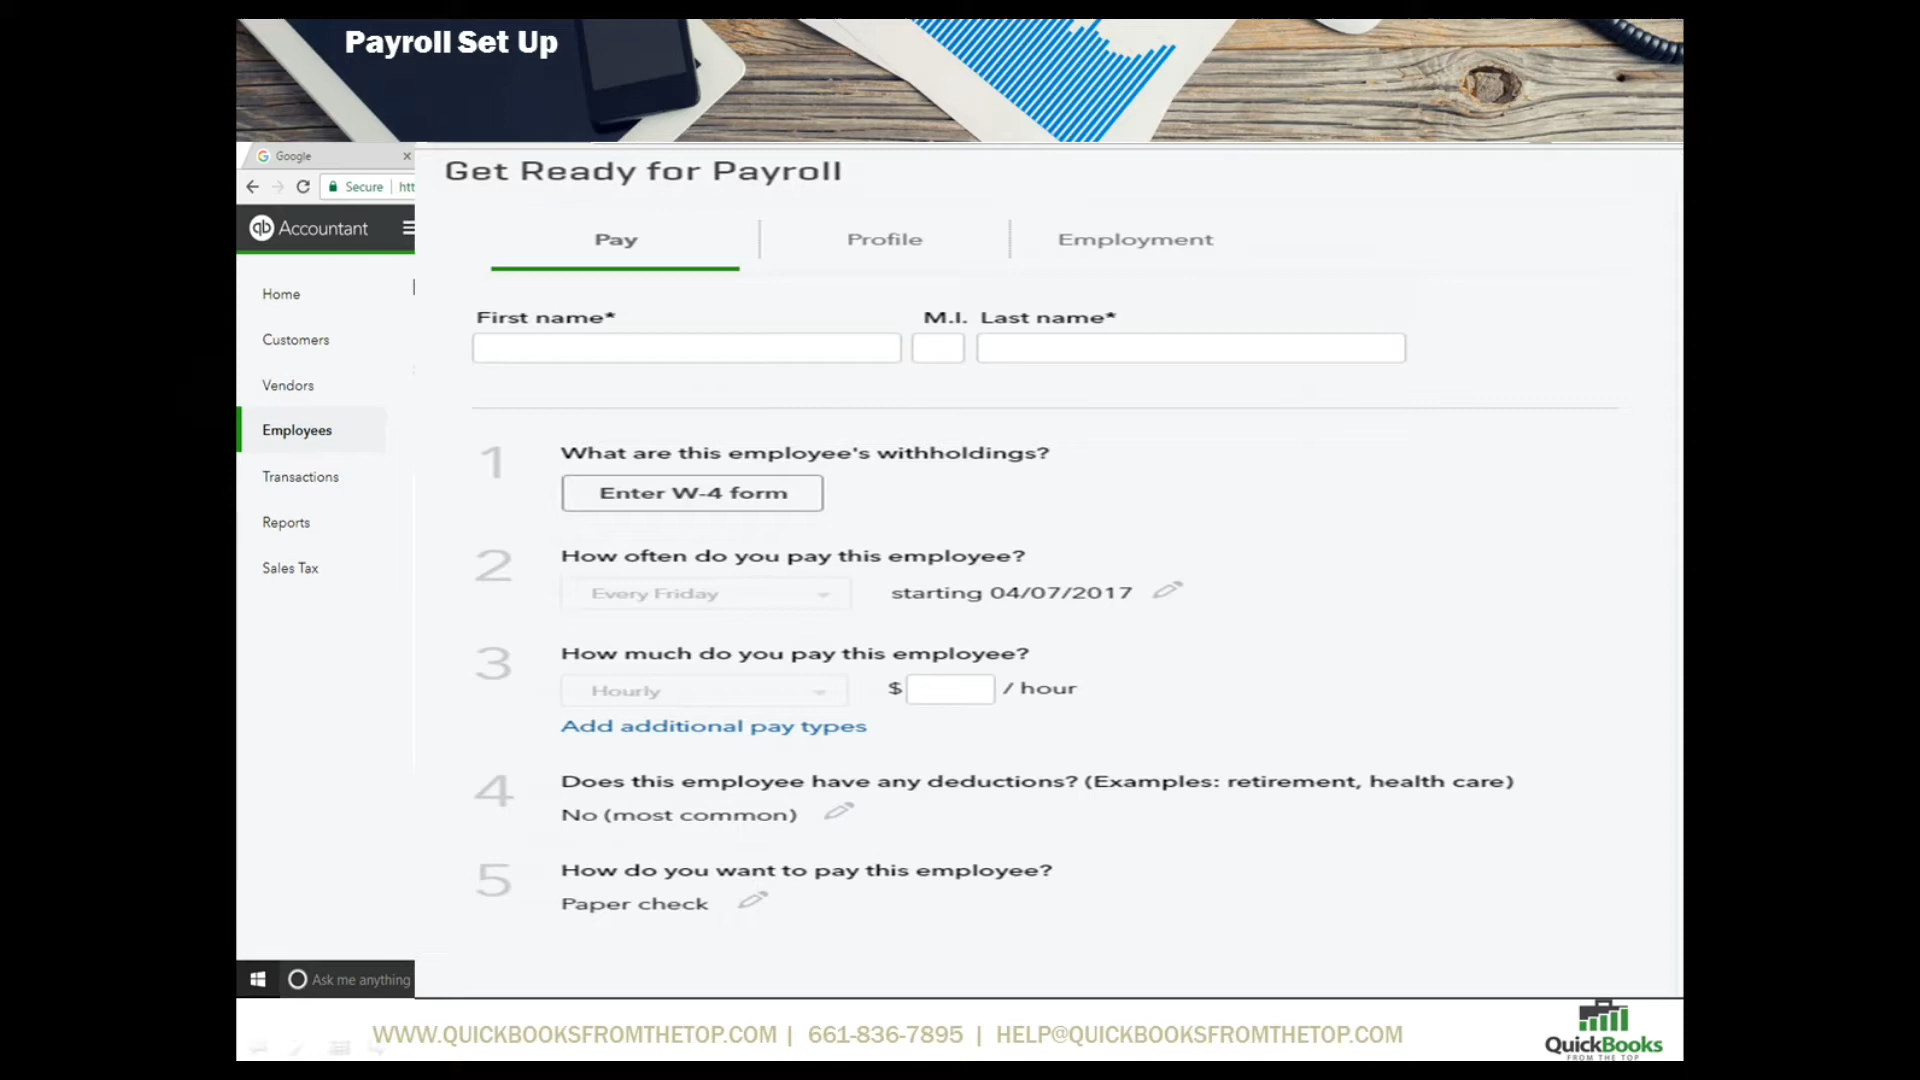 Payroll Set Up
Google
Secure | htt
qb Accountant
Home
Customers
Vendors
Employees
Transactions
Reports
Sales Tax
Get Ready for Payroll
Pay Profile Employment
First name* M.I. Last name*
1 What are this employee's withholdings?
Enter W-4 form
2 How often do you pay this employee?
Every Friday starting 04/07/2017
3 How much do you pay this employee?
Hourly $ / hour
Add additional pay types
4 Does this employee have any deductions? (Examples: retirement, health care)
No (most common)
5 How do you want to pay this employee?
Paper check
Ask me anything
WWW.QUICKBOOKSFROMTHETOP.COM | 661-836-7895 | HELP@QUICKBOOKSFROMTHETOP.COM
QuickBooks
FROM THE TOP